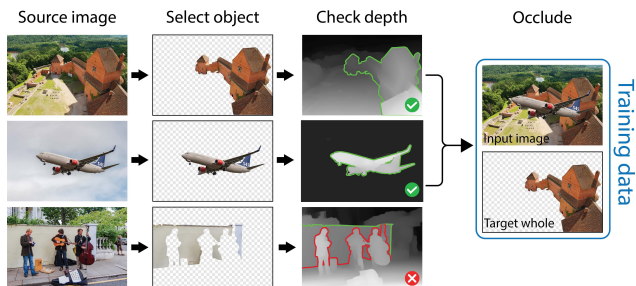 Source image
Select object
Check depth
Occlude
Input image
Target whole
Training data